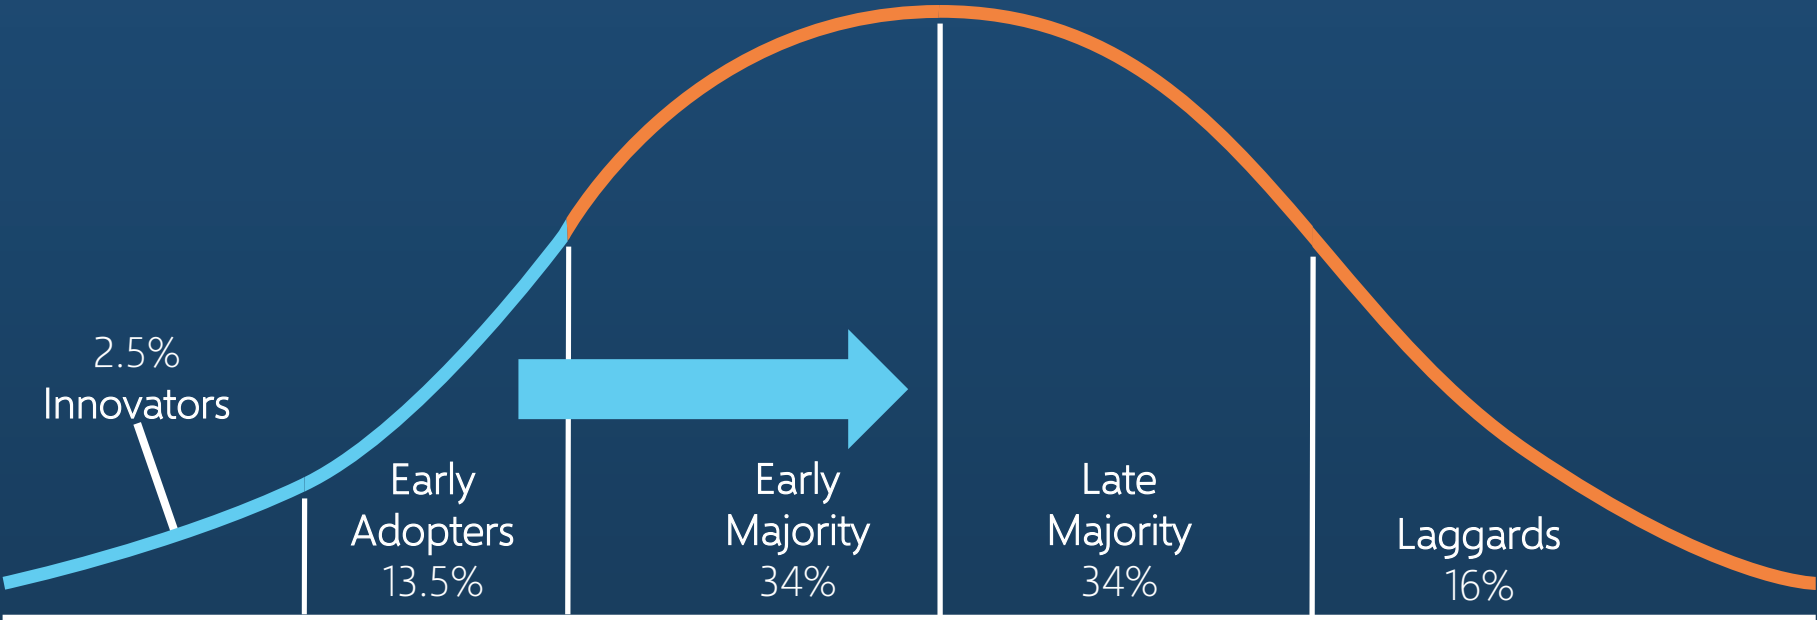 2.5%
Innovators
Early
Adopters
13.5%
Early
Majority
34%
Late
Majority
34%
Laggards
16%